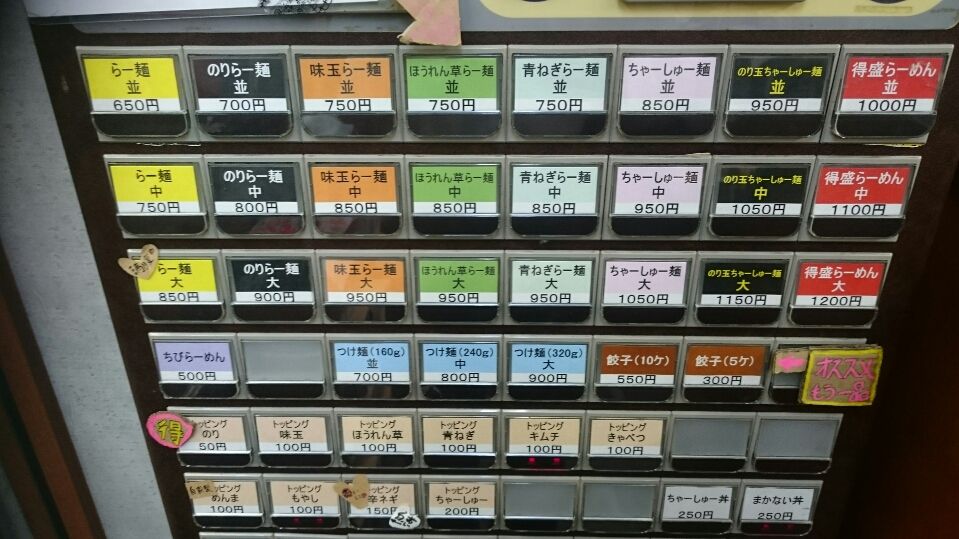 らー麺
並
650円
のりらー麺
並
700円
味玉らー麺
並
750円
ほうれん草らー麺
並
750円
青ねぎらー麺
並
750円
ちゃーしゅー麺
並
850円
のり玉ちゃーしゅー麺
並
950円
得盛らーめん
並
1000円
らー麺
中
750円
のりらー麺
中
800円
味玉らー麺
中
850円
ほうれん草らー麺
中
850円
青ねぎらー麺
中
850円
ちゃーしゅー麺
中
950円
のり玉ちゃーしゅー麺
中
1050円
得盛らーめん
中
1100円
らー麺
大
850円
のりらー麺
大
900円
味玉らー麺
大
950円
ほうれん草らー麺
大
950円
青ねぎらー麺
大
950円
ちゃーしゅー麺
大
1050円
のり玉ちゃーしゅー麺
大
1150円
得盛らーめん
大
1200円
ちびらーめん
500円
つけ麺(160g)
並
700円
つけ麺(240g)
中
800円
つけ麺(320g)
大
900円
餃子(10ケ)
550円
餃子(5ケ)
300円
オススメ
もう一品
得
トッピング
のり
50円
トッピング
味玉
100円
トッピング
ほうれん草
100円
トッピング
青ねぎ
100円
トッピング
キムチ
100円
トッピング
きゃべつ
100円
トッピング
めんま
100円
トッピング
もやし
100円
トッピング
辛ネギ
150円
トッピング
ちゃーしゅー
200円
ちゃーしゅー丼
250円
まかない丼
250円